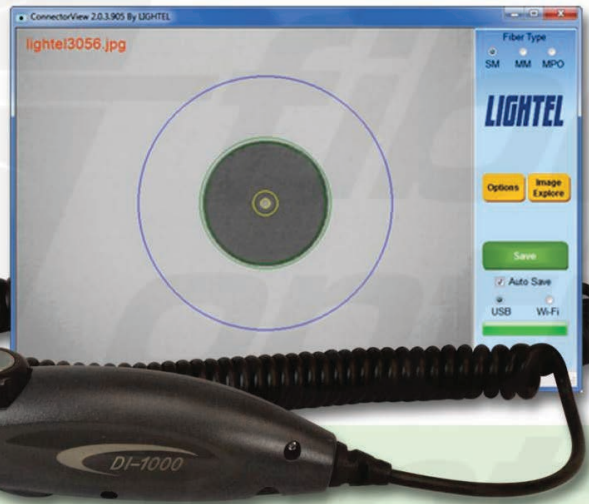 ConnectorView 2.0.3.905 By LIGHTEL
lightel3056.jpg
Fiber Type
SM MM MPO
LIGHTEL
Options
Image
Explore
Save
Auto Save
USB Wi-Fi
DI-1000